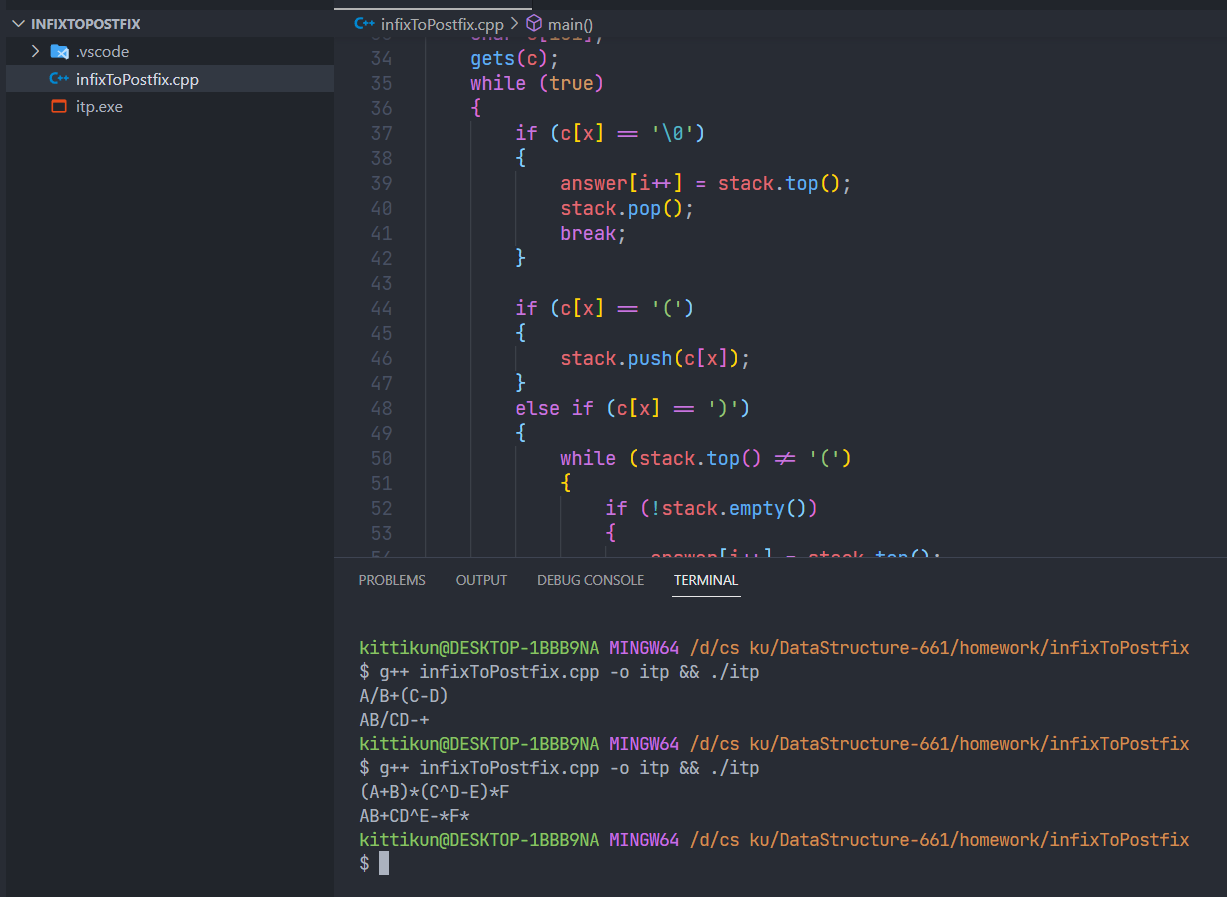 INFIXTOPOSTFIX
.vscode
C++ infixToPostfix.cpp
itp.exe
C++ infixToPostfix.cpp > main()
34 gets(c);
35 while (true)
36 {
37 if (c[x] == '\0')
38 {
39 answer[i++] = stack.top();
40 stack.pop();
41 break;
42 }
43
44 if (c[x] == '(')
45 {
46 stack.push(c[x]);
47 }
48 else if (c[x] == ')')
49 {
50 while (stack.top() != '(')
51 {
52 if (!stack.empty())
53 {
54 answer[i++] = stack.top();
PROBLEMS OUTPUT DEBUG CONSOLE TERMINAL
kittikun@DESKTOP-1BBB9NA MINGW64 /d/cs ku/DataStructure-661/homework/infixToPostfix
$ g++ infixToPostfix.cpp -o itp && ./itp
A/B+(C-D)
AB/CD-+
kittikun@DESKTOP-1BBB9NA MINGW64 /d/cs ku/DataStructure-661/homework/infixToPostfix
$ g++ infixToPostfix.cpp -o itp && ./itp
(A+B)*(C^D-E)*F
AB+CD^E-*F*
kittikun@DESKTOP-1BBB9NA MINGW64 /d/cs ku/DataStructure-661/homework/infixToPostfix
$